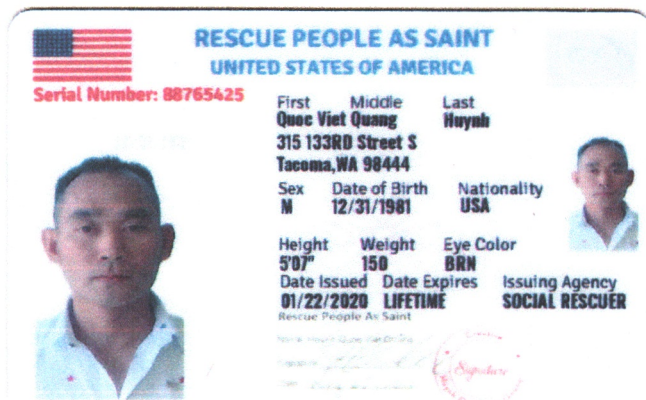 RESCUE PEOPLE AS SAINT
UNITED STATES OF AMERICA
Serial Number: 88765425
First Middle Last
Quoc Viet Quang Huynh
315 133RD Street S
Tacoma,WA 98444
Sex Date of Birth Nationality
M 12/31/1981 USA
Height Weight Eye Color
5'07" 150 BRN
Date Issued Date Expires Issuing Agency
01/22/2020 LIFETIME SOCIAL RESCUER
Rescue People As Saint
Signature